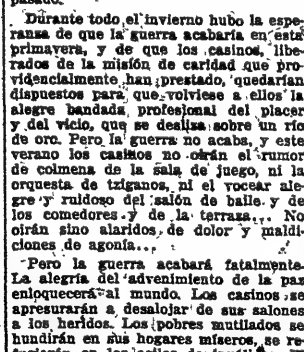 pasado.
Durante todo el invierno hubo la espe-
ranza de que la guerra acabaría en esta
primavera, y de que los casinos, libe-
rados de la misión de caridad que pro-
videncialmente han prestado, quedarían
dispuestos para que volviese a ellos la
alegre bandada, profesional del placer
y del vicio, que se desliza sobre un río
de oro. Pero la guerra no acaba, y este
verano los casinos no oirán el rumor
de colmena de la sala de juego, ni la
orquesta de tziganos, ni el vocear ale-
gre y ruidoso del salón de baile y de
los comedores y de la terraza... No
oirán sino alaridos de dolor y maldi-
ciones de agonía...
Pero la guerra acabará fatalmente.
La alegría del advenimiento de la paz
enloquecerá al mundo. Los casinos se
apresurarán a desalojar de sus salones
a los heridos. Los pobres mutilados se
hundirán en sus hogares míseros, se re